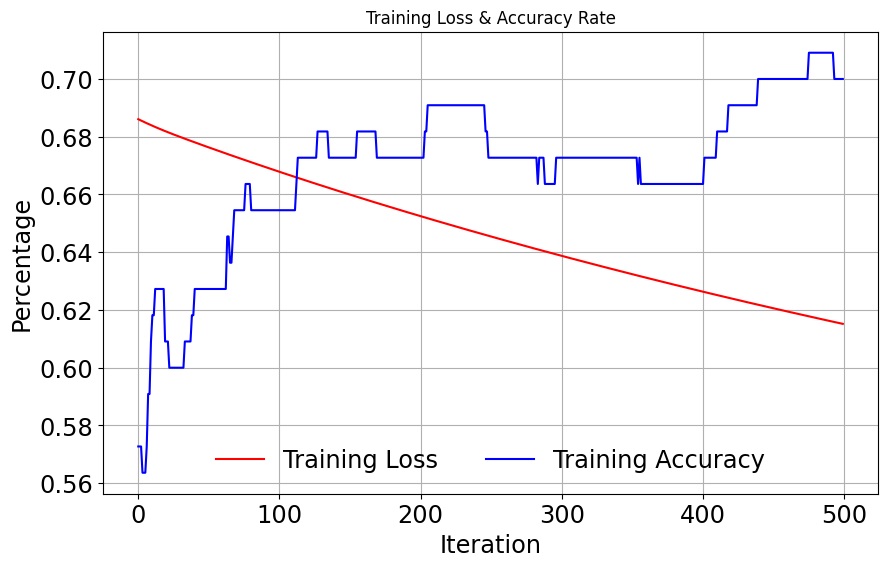 Training Loss & Accuracy Rate
Percentage
0.70
0.68
0.66
0.64
0.62
0.60
0.58
0.56
Training Loss
Training Accuracy
0
100
200
300
400
500
Iteration